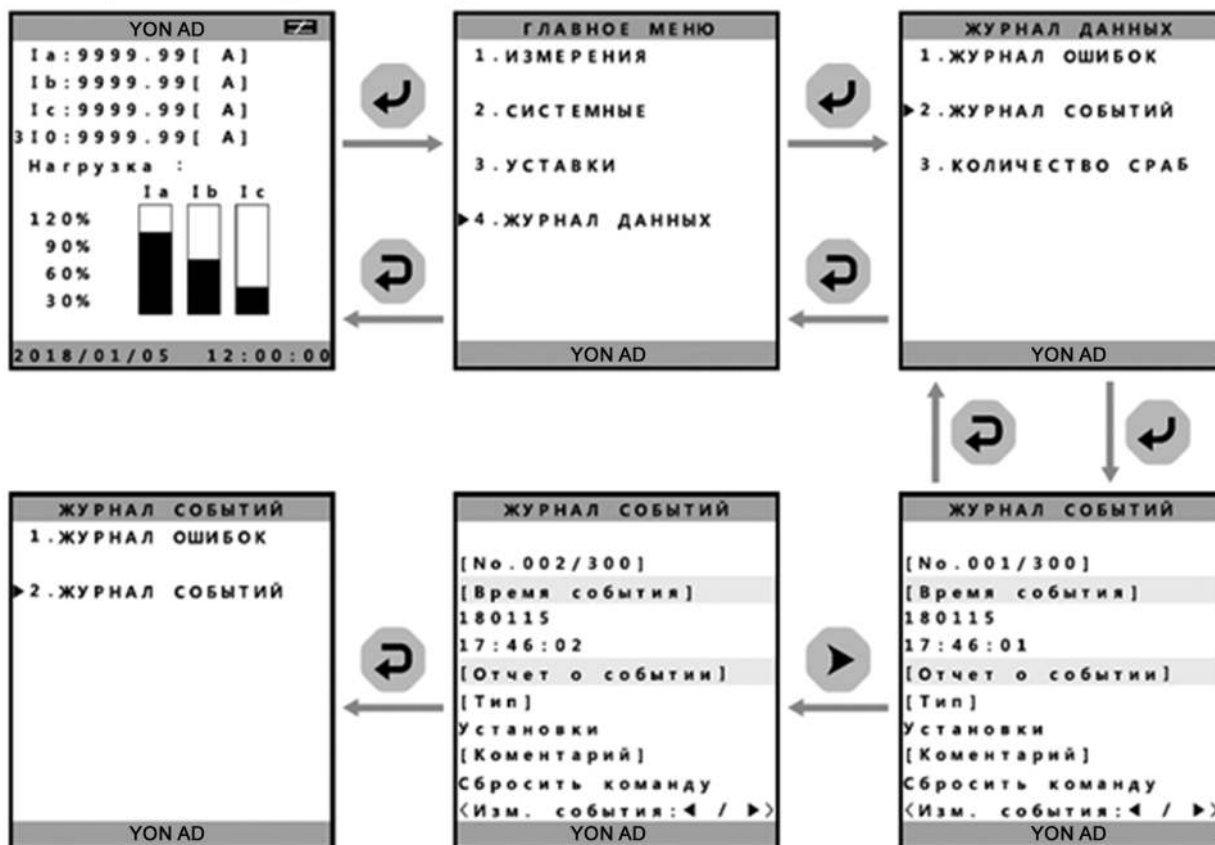 YON AD
Ia:9999.99[ A]
Ib:9999.99[ A]
Ic:9999.99[ A]
3I0:9999.99[ A]
Нагрузка :
Ia Ib Ic
120%
90%
60%
30%
2018/01/05 12:00:00
ГЛАВНОЕ МЕНЮ
1.ИЗМЕРЕНИЯ
2.СИСТЕМНЫЕ
3.УСТАВКИ
▶4.ЖУРНАЛ ДАННЫХ
YON AD
ЖУРНАЛ ДАННЫХ
1.ЖУРНАЛ ОШИБОК
▶2.ЖУРНАЛ СОБЫТИЙ
3.КОЛИЧЕСТВО СРАБ
YON AD
ЖУРНАЛ СОБЫТИЙ
1.ЖУРНАЛ ОШИБОК
▶2.ЖУРНАЛ СОБЫТИЙ
YON AD
ЖУРНАЛ СОБЫТИЙ
[No.002/300]
[Время события]
180115
17:46:02
[Отчет о событии]
[Тип]
Установки
[Коментарий]
Сбросить команду
<Изм. события:◀ / ▶>
YON AD
ЖУРНАЛ СОБЫТИЙ
[No.001/300]
[Время события]
180115
17:46:01
[Отчет о событии]
[Тип]
Установки
[Коментарий]
Сбросить команду
<Изм. события:◀ / ▶>
YON AD